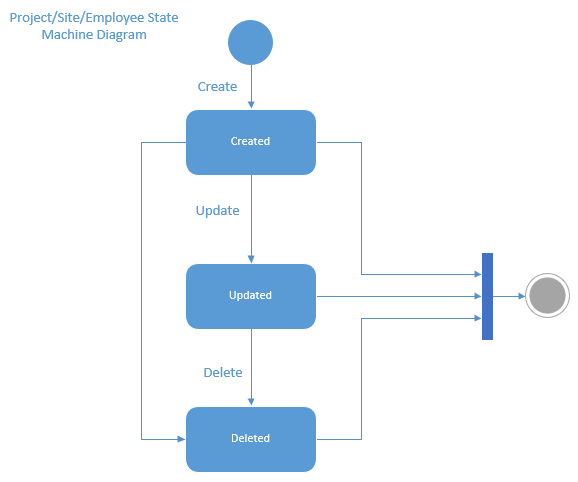 Project/Site/Employee State
Machine Diagram
Create
Created
Update
Updated
Delete
Deleted